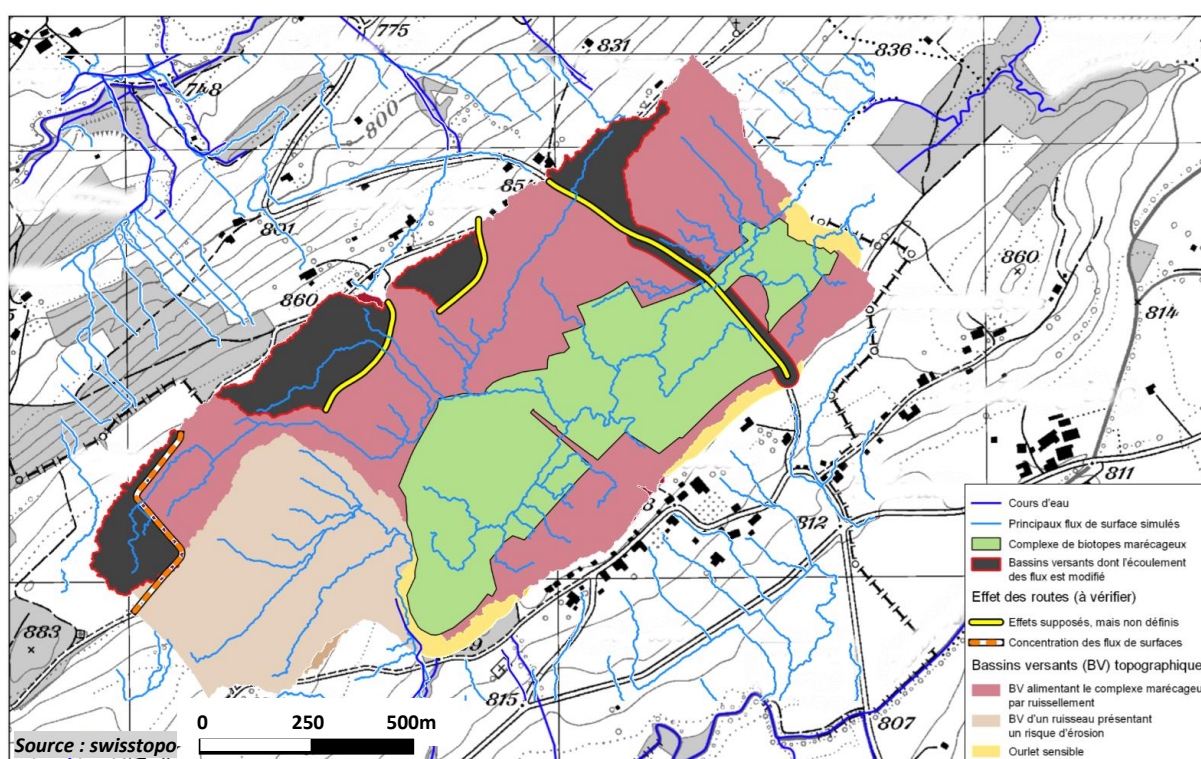 775
831
836
748
800
854
801
860
860
814
811
8
812
883
9
815
807
Cours d'eau
Principaux flux de surface simulés
Complexe de biotopes marécageux
Bassins versants dont l'écoulement
des flux est modifié
Effet des routes (à vérifier)
Effets supposés, mais non définis
Concentration des flux de surfaces
Bassins versants (BV) topographique
BV alimentant le complexe marécageu
par ruissellement
BV d'un ruisseau présentant
un risque d'érosion
Ourlet sensible
0 250 500m
Source : swisstopo